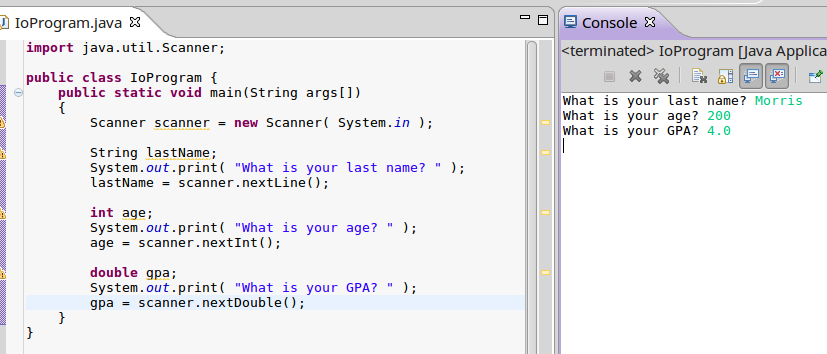 IoProgram.java
import java.util.Scanner;
public class IoProgram {
public static void main(String args[])
{
Scanner scanner = new Scanner( System.in );
String lastName;
System.out.print( "What is your last name? " );
lastName = scanner.nextLine();
int age;
System.out.print( "What is your age? " );
age = scanner.nextInt();
double gpa;
System.out.print( "What is your GPA? " );
gpa = scanner.nextDouble();
}
}
Console
<terminated> IoProgram [Java Applica
What is your last name? Morris
What is your age? 200
What is your GPA? 4.0